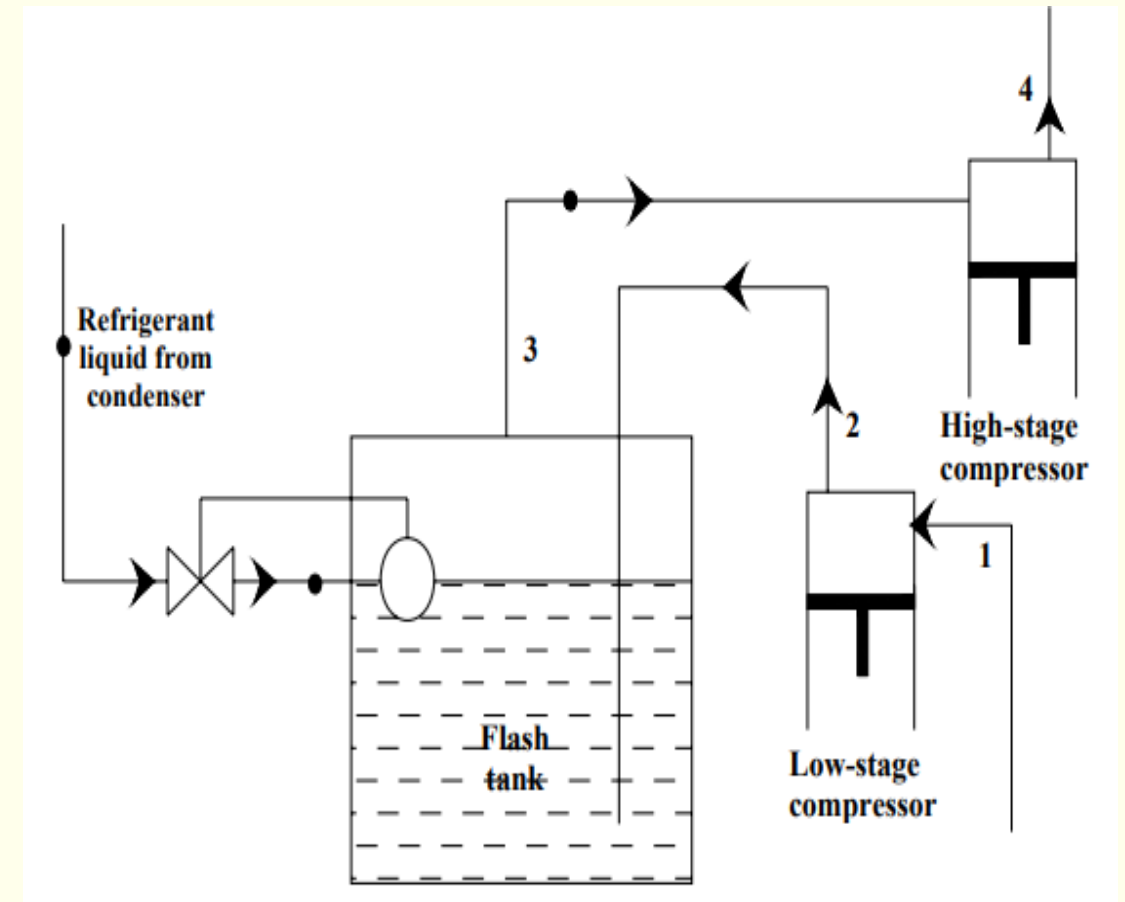 4
Refrigerant
liquid from
condenser
3
2
High-stage
compressor
1
Flash
tank
Low-stage
compressor